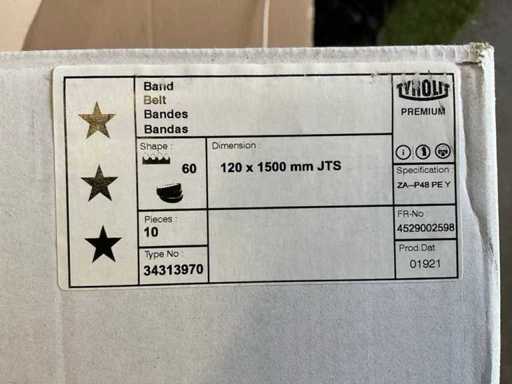 Band
Belt
Bandes
Bandas
TYROLIT
PREMIUM
Shape :
60
Dimension :
120 x 1500 mm JTS
Specification :
ZA--P48 PE Y
Pieces :
10
FR-No
4529002598
Type No :
34313970
Prod.Dat
01921